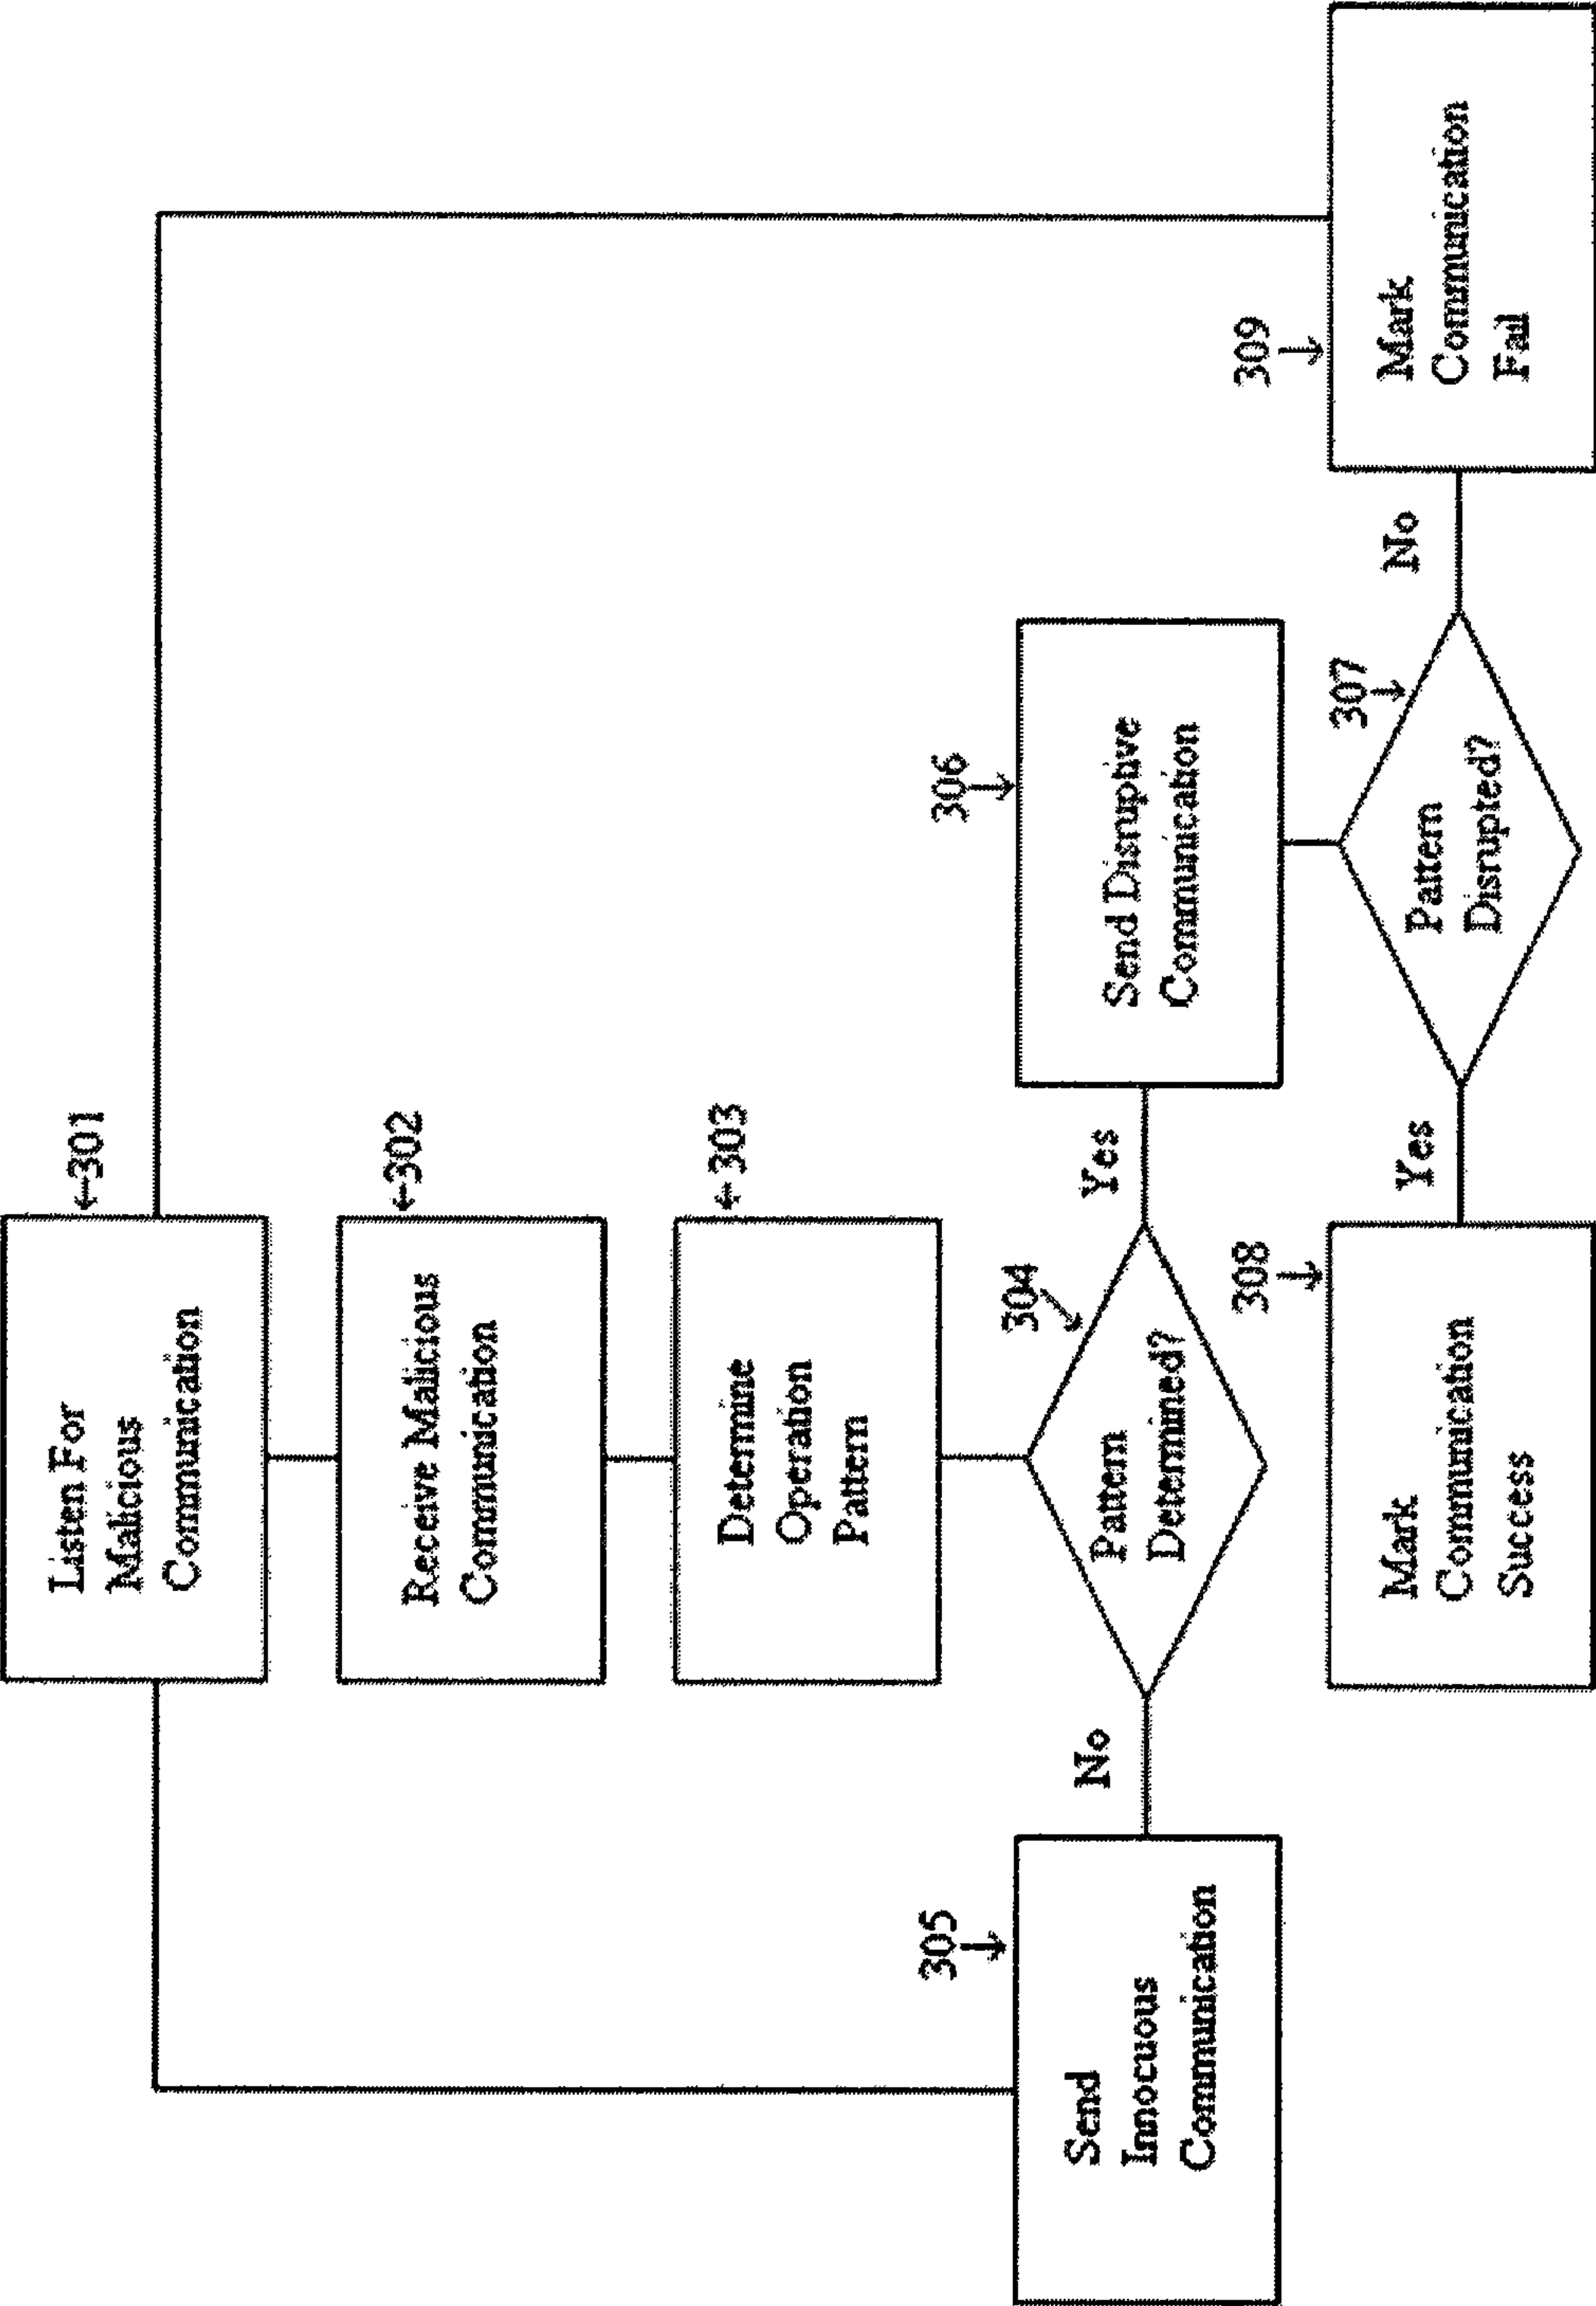 ←301
Listen For
Malicious
Communication
←302
Receive Malicious
Communication
←303
Determine
Operation
Pattern
304
Pattern
Determined?
No
Yes
305
Send
Innocuous
Communication
306
Send Disruptive
Communication
307
Pattern
Disrupted?
Yes
No
308
Mark
Communication
Success
309
Mark
Communication
Fail